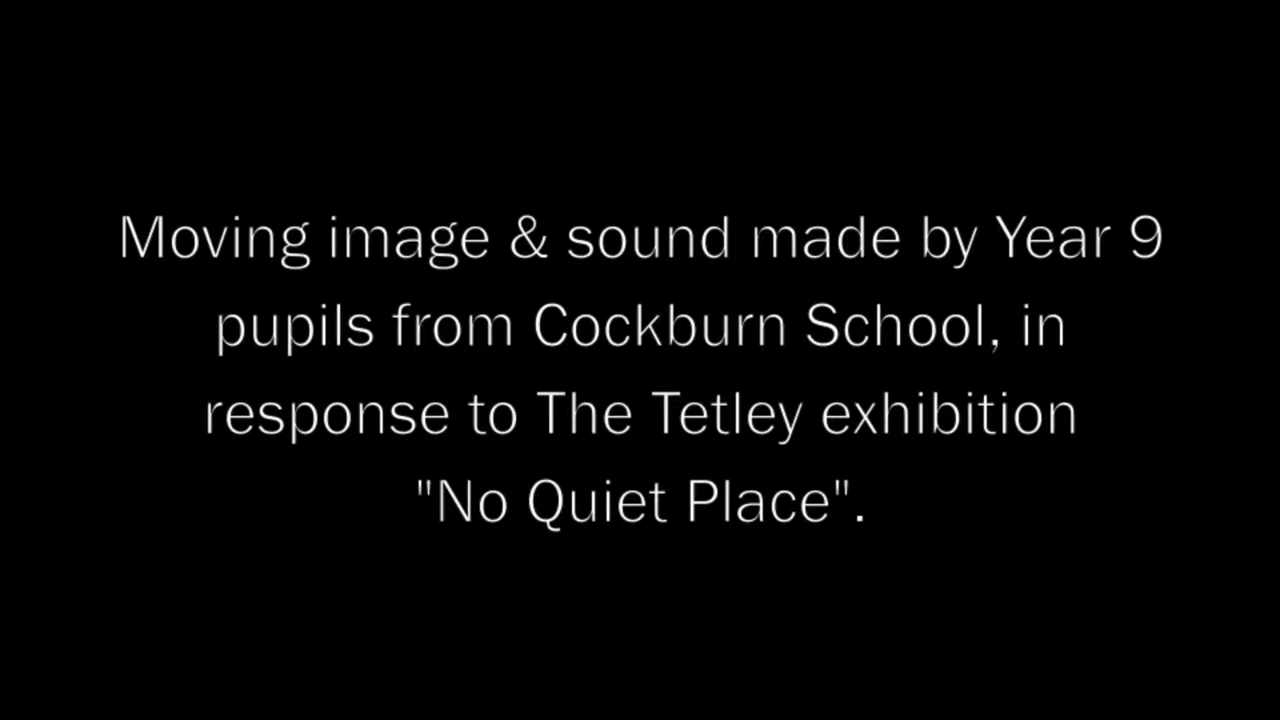 Moving image & sound made by Year 9
pupils from Cockburn School, in
response to The Tetley exhibition
"No Quiet Place".